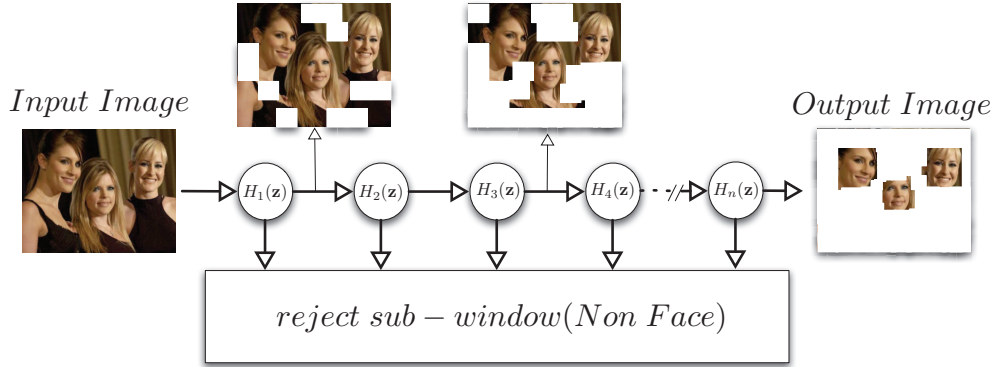 Input Image
Output Image
H₁(z) H₂(z) H₃(z) H₄(z) Hₙ(z)
reject sub − window(Non Face)